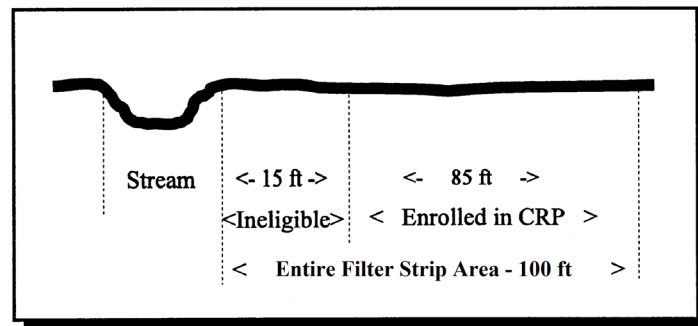 Stream <- 15 ft -> <- 85 ft ->
<Ineligible> < Enrolled in CRP >
< Entire Filter Strip Area - 100 ft >